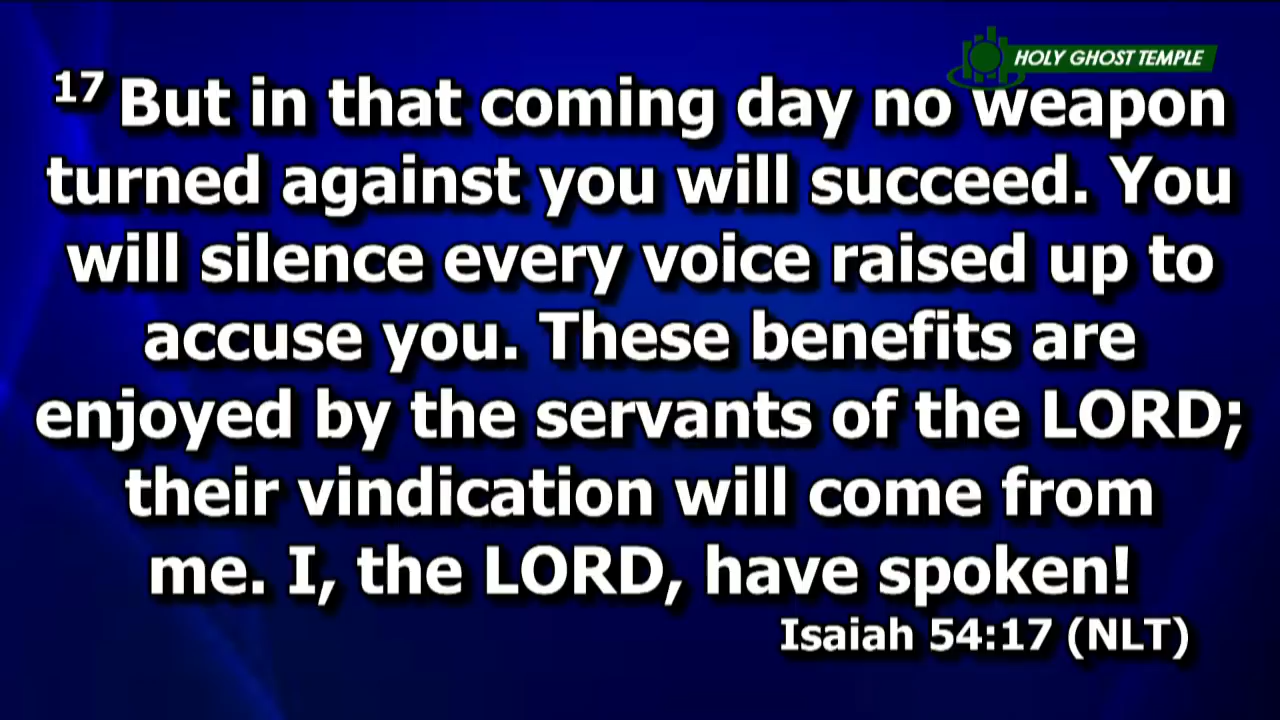 HOLY GHOST TEMPLE
17 But in that coming day no weapon
turned against you will succeed. You
will silence every voice raised up to
accuse you. These benefits are
enjoyed by the servants of the LORD;
their vindication will come from
me. I, the LORD, have spoken!
Isaiah 54:17 (NLT)